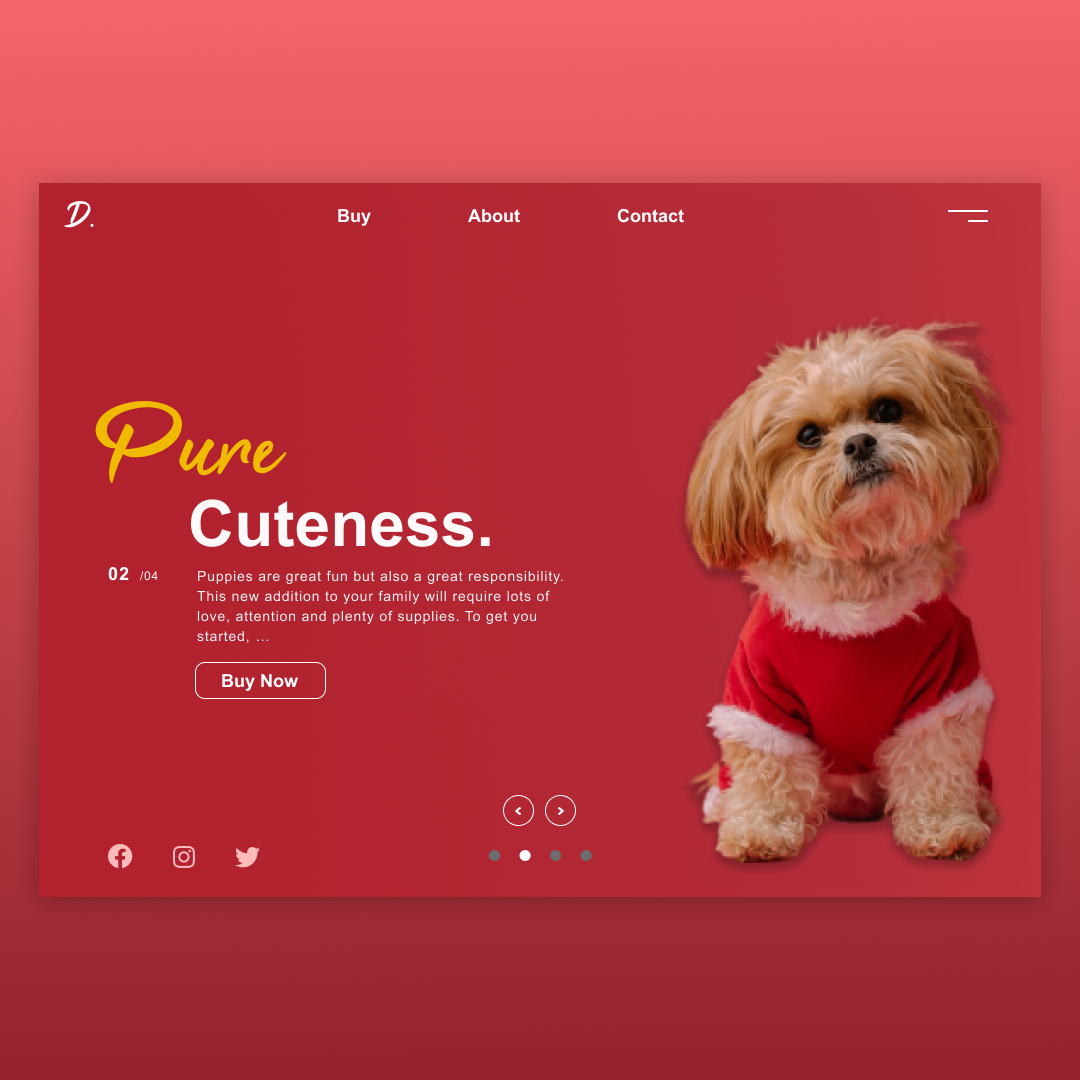 D.
Buy About Contact
Pure
Cuteness.
02 /04
Puppies are great fun but also a great responsibility.
This new addition to your family will require lots of
love, attention and plenty of supplies. To get you
started, ...
Buy Now